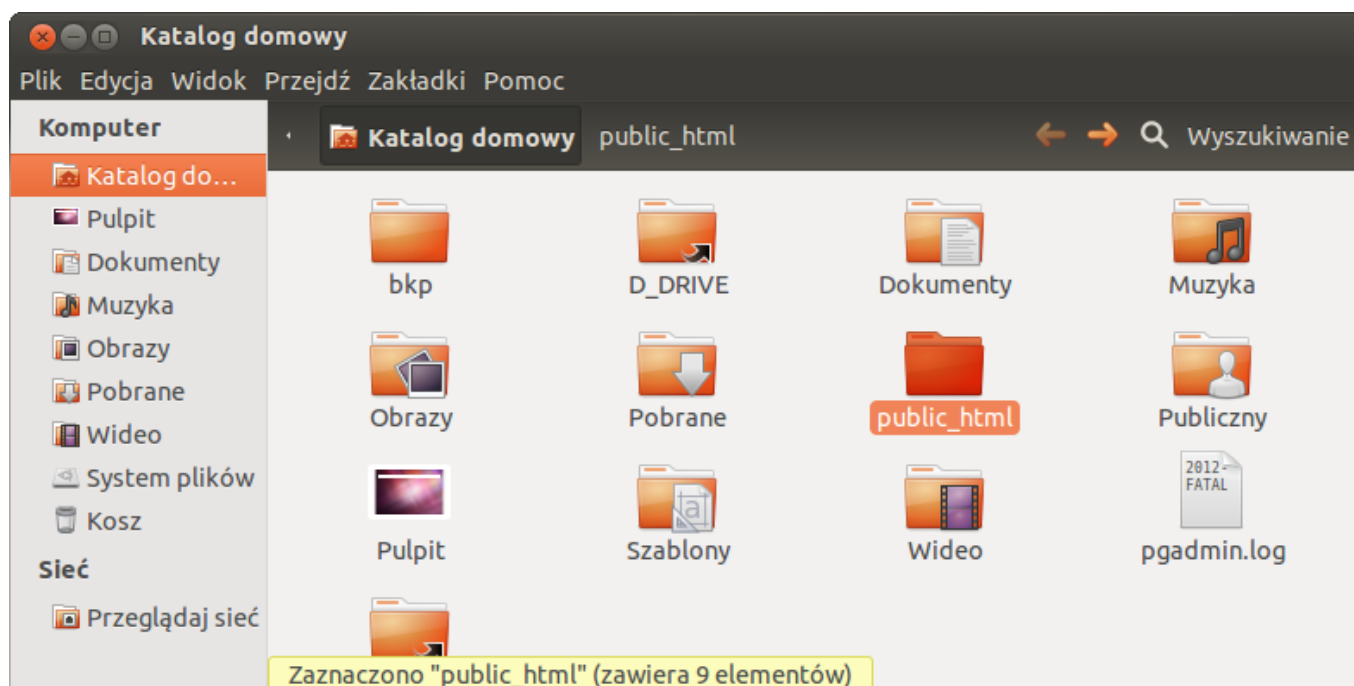 Katalog domowy
Plik Edycja Widok Przejdź Zakładki Pomoc
Komputer
Katalog do...
Pulpit
Dokumenty
Muzyka
Obrazy
Pobrane
Wideo
System plików
Kosz
Sieć
Przeglądaj sieć
Katalog domowy public_html Wyszukiwanie
bkp D_DRIVE Dokumenty Muzyka
Obrazy Pobrane public_html Publiczny
2012-
FATAL
Pulpit Szablony Wideo pgadmin.log
Zaznaczono "public_html" (zawiera 9 elementów)